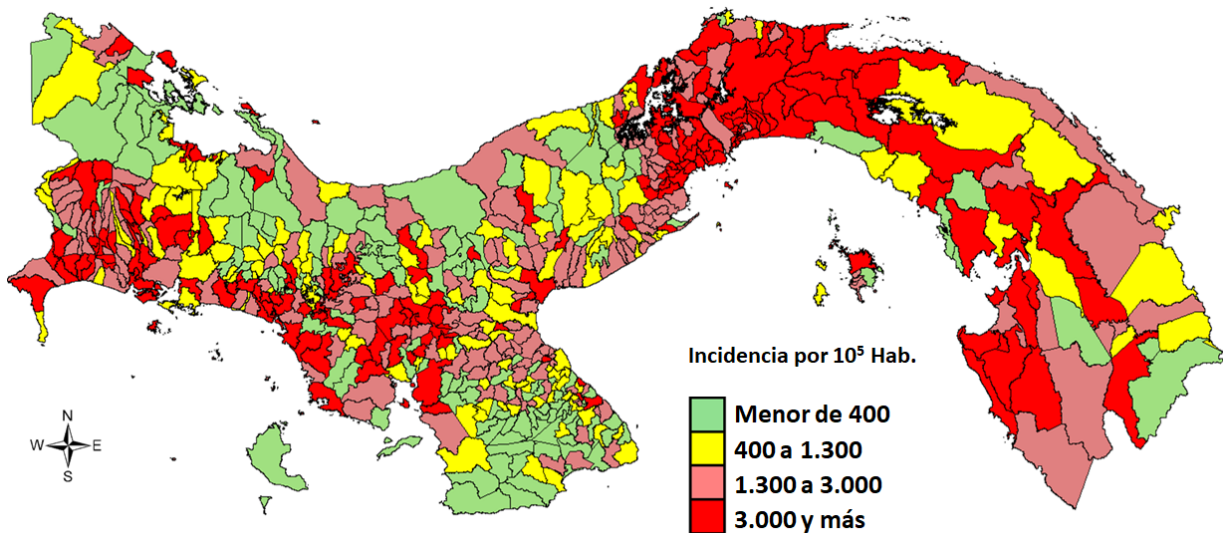 Incidencia por 10⁵ Hab.
Menor de 400
400 a 1.300
1.300 a 3.000
3.000 y más
N
W E
S